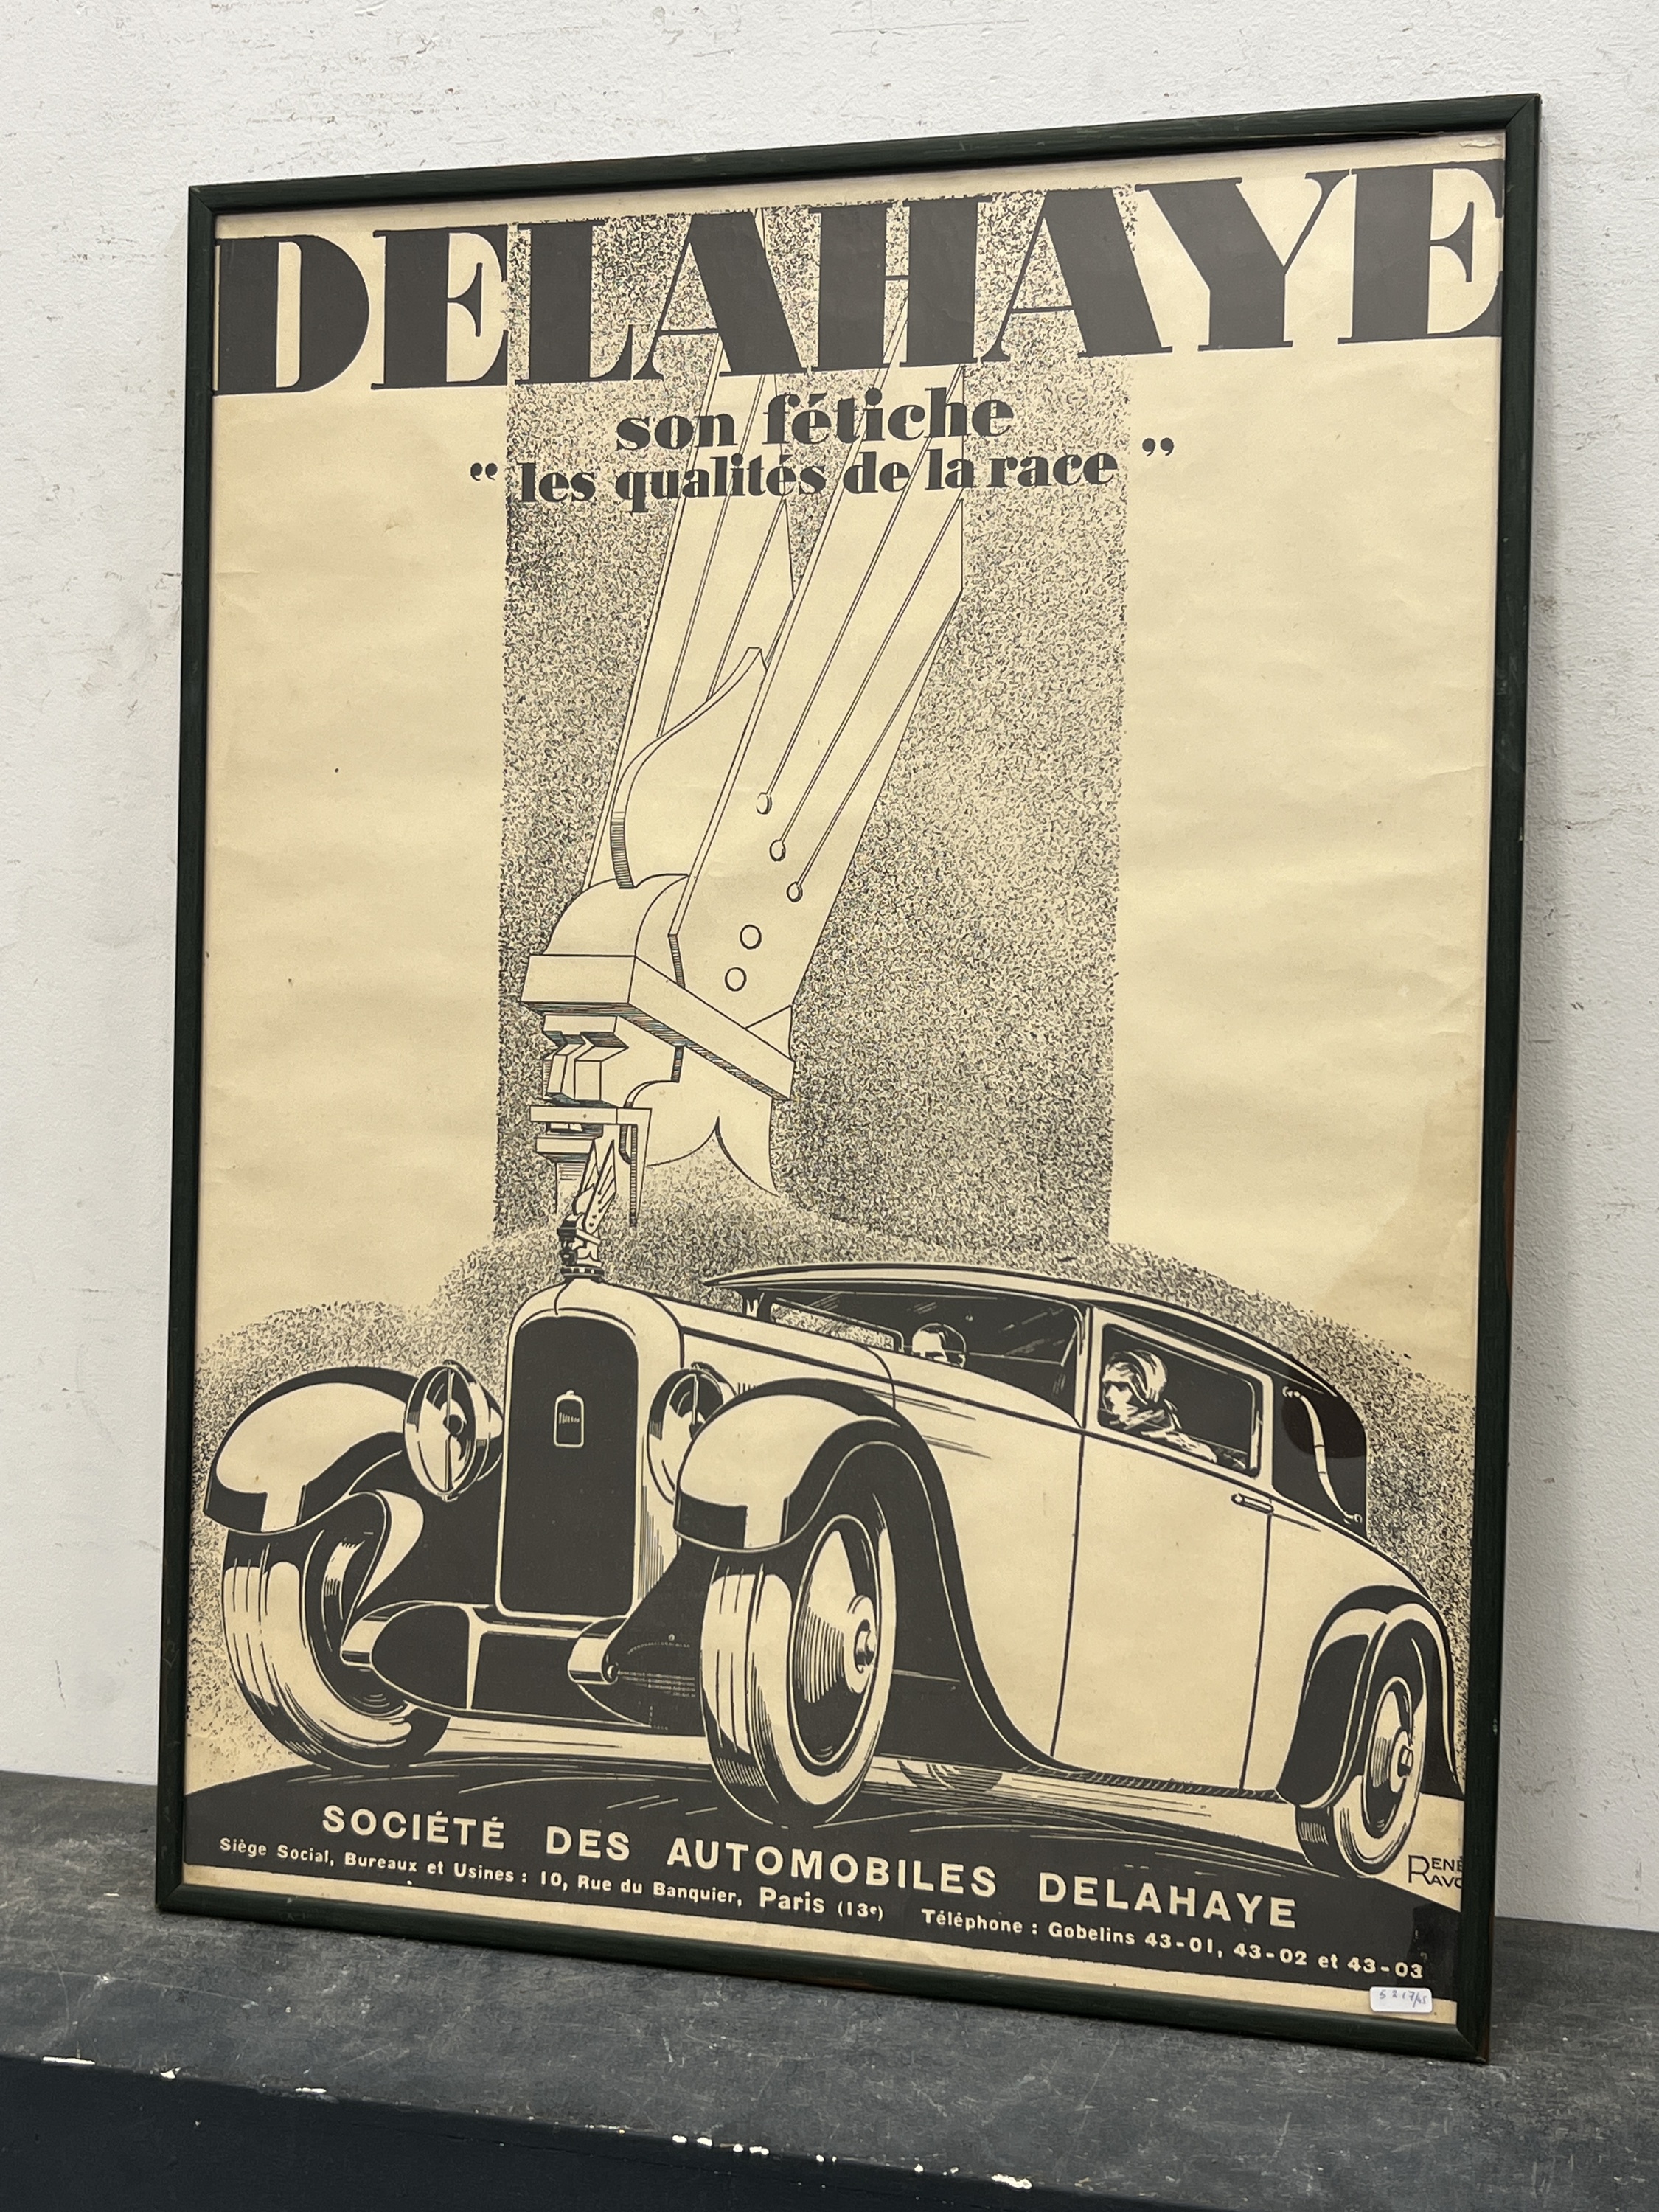 DELAHAYE
son fétiche
“ les qualités de la race ”
SOCIÉTÉ DES AUTOMOBILES DELAHAYE
Siège Social, Bureaux et Usines : 10, Rue du Banquier, Paris (13e) Téléphone : Gobelins 43-01, 43-02 et 43-03
RENÉ